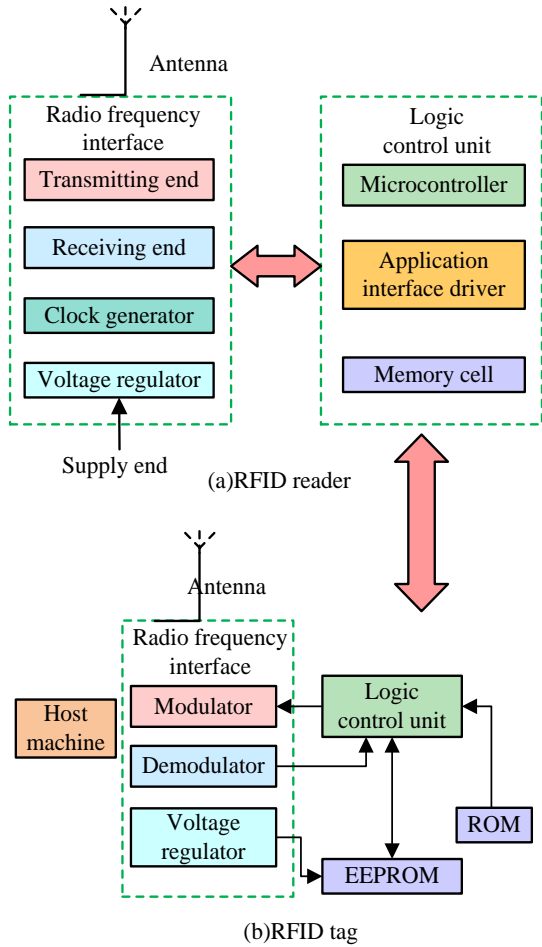 Antenna
Radio frequency
interface
Transmitting end
Receiving end
Clock generator
Voltage regulator
Supply end
Logic
control unit
Microcontroller
Application
interface driver
Memory cell
(a)RFID reader
Antenna
Radio frequency
interface
Host
machine
Modulator
Demodulator
Voltage
regulator
Logic
control unit
ROM
EEPROM
(b)RFID tag